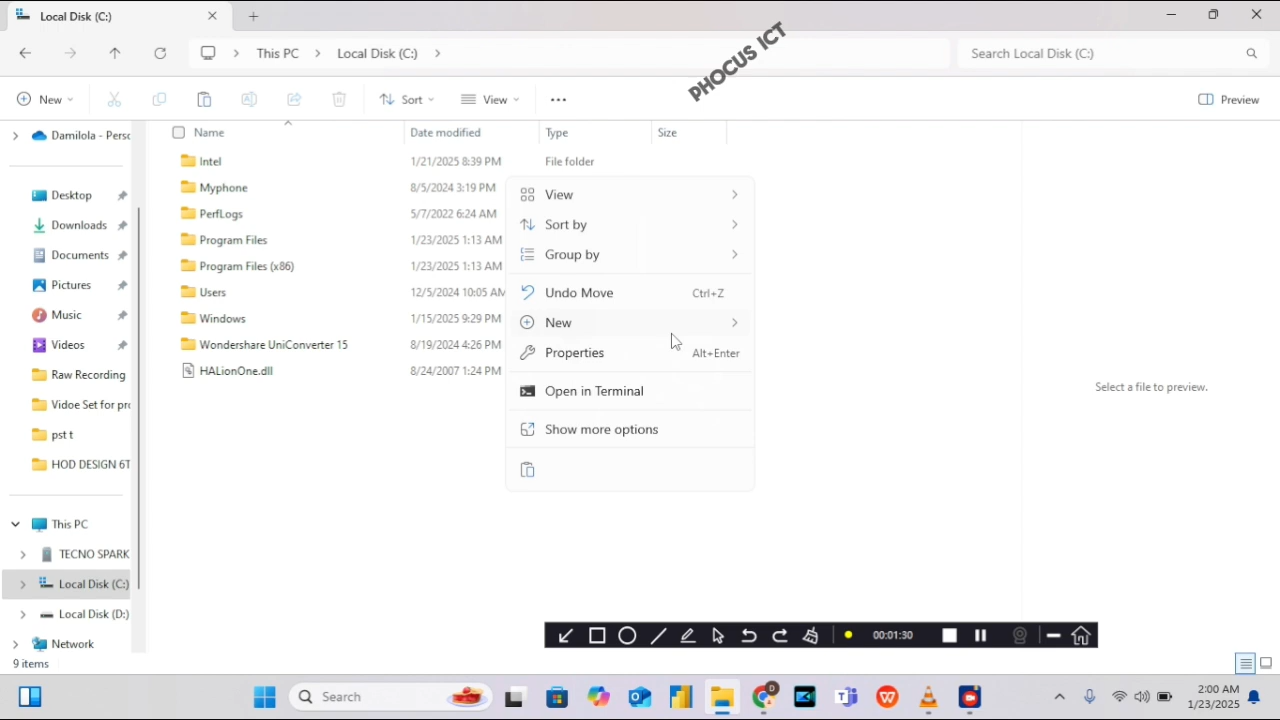 Local Disk (C:)
This PC
Local Disk (C:)
Search Local Disk (C:)
PHOCUS ICT
New
Sort
View
Preview
Damilola - Perso
Desktop
Downloads
Documents
Pictures
Music
Videos
Raw Recording
Vidoe Set for pro
pst t
HOD DESIGN 6T
This PC
TECNO SPARK
Local Disk (C:)
Local Disk (D:)
Network
Name Date modified Type Size
Intel 1/21/2025 8:39 PM File folder
Myphone 8/5/2024 3:19 PM
PerfLogs 5/7/2022 6:24 AM
Program Files 1/23/2025 1:13 AM
Program Files (x86) 1/23/2025 1:13 AM
Users 12/5/2024 10:05 AM
Windows 1/15/2025 9:29 PM
Wondershare UniConverter 15 8/19/2024 4:26 PM
HALionOne.dll 8/24/2007 1:24 PM
View
Sort by
Group by
Undo Move Ctrl+Z
New
Properties Alt+Enter
Open in Terminal
Show more options
Select a file to preview.
00:01:30
9 items
Search
2:00 AM
1/23/2025